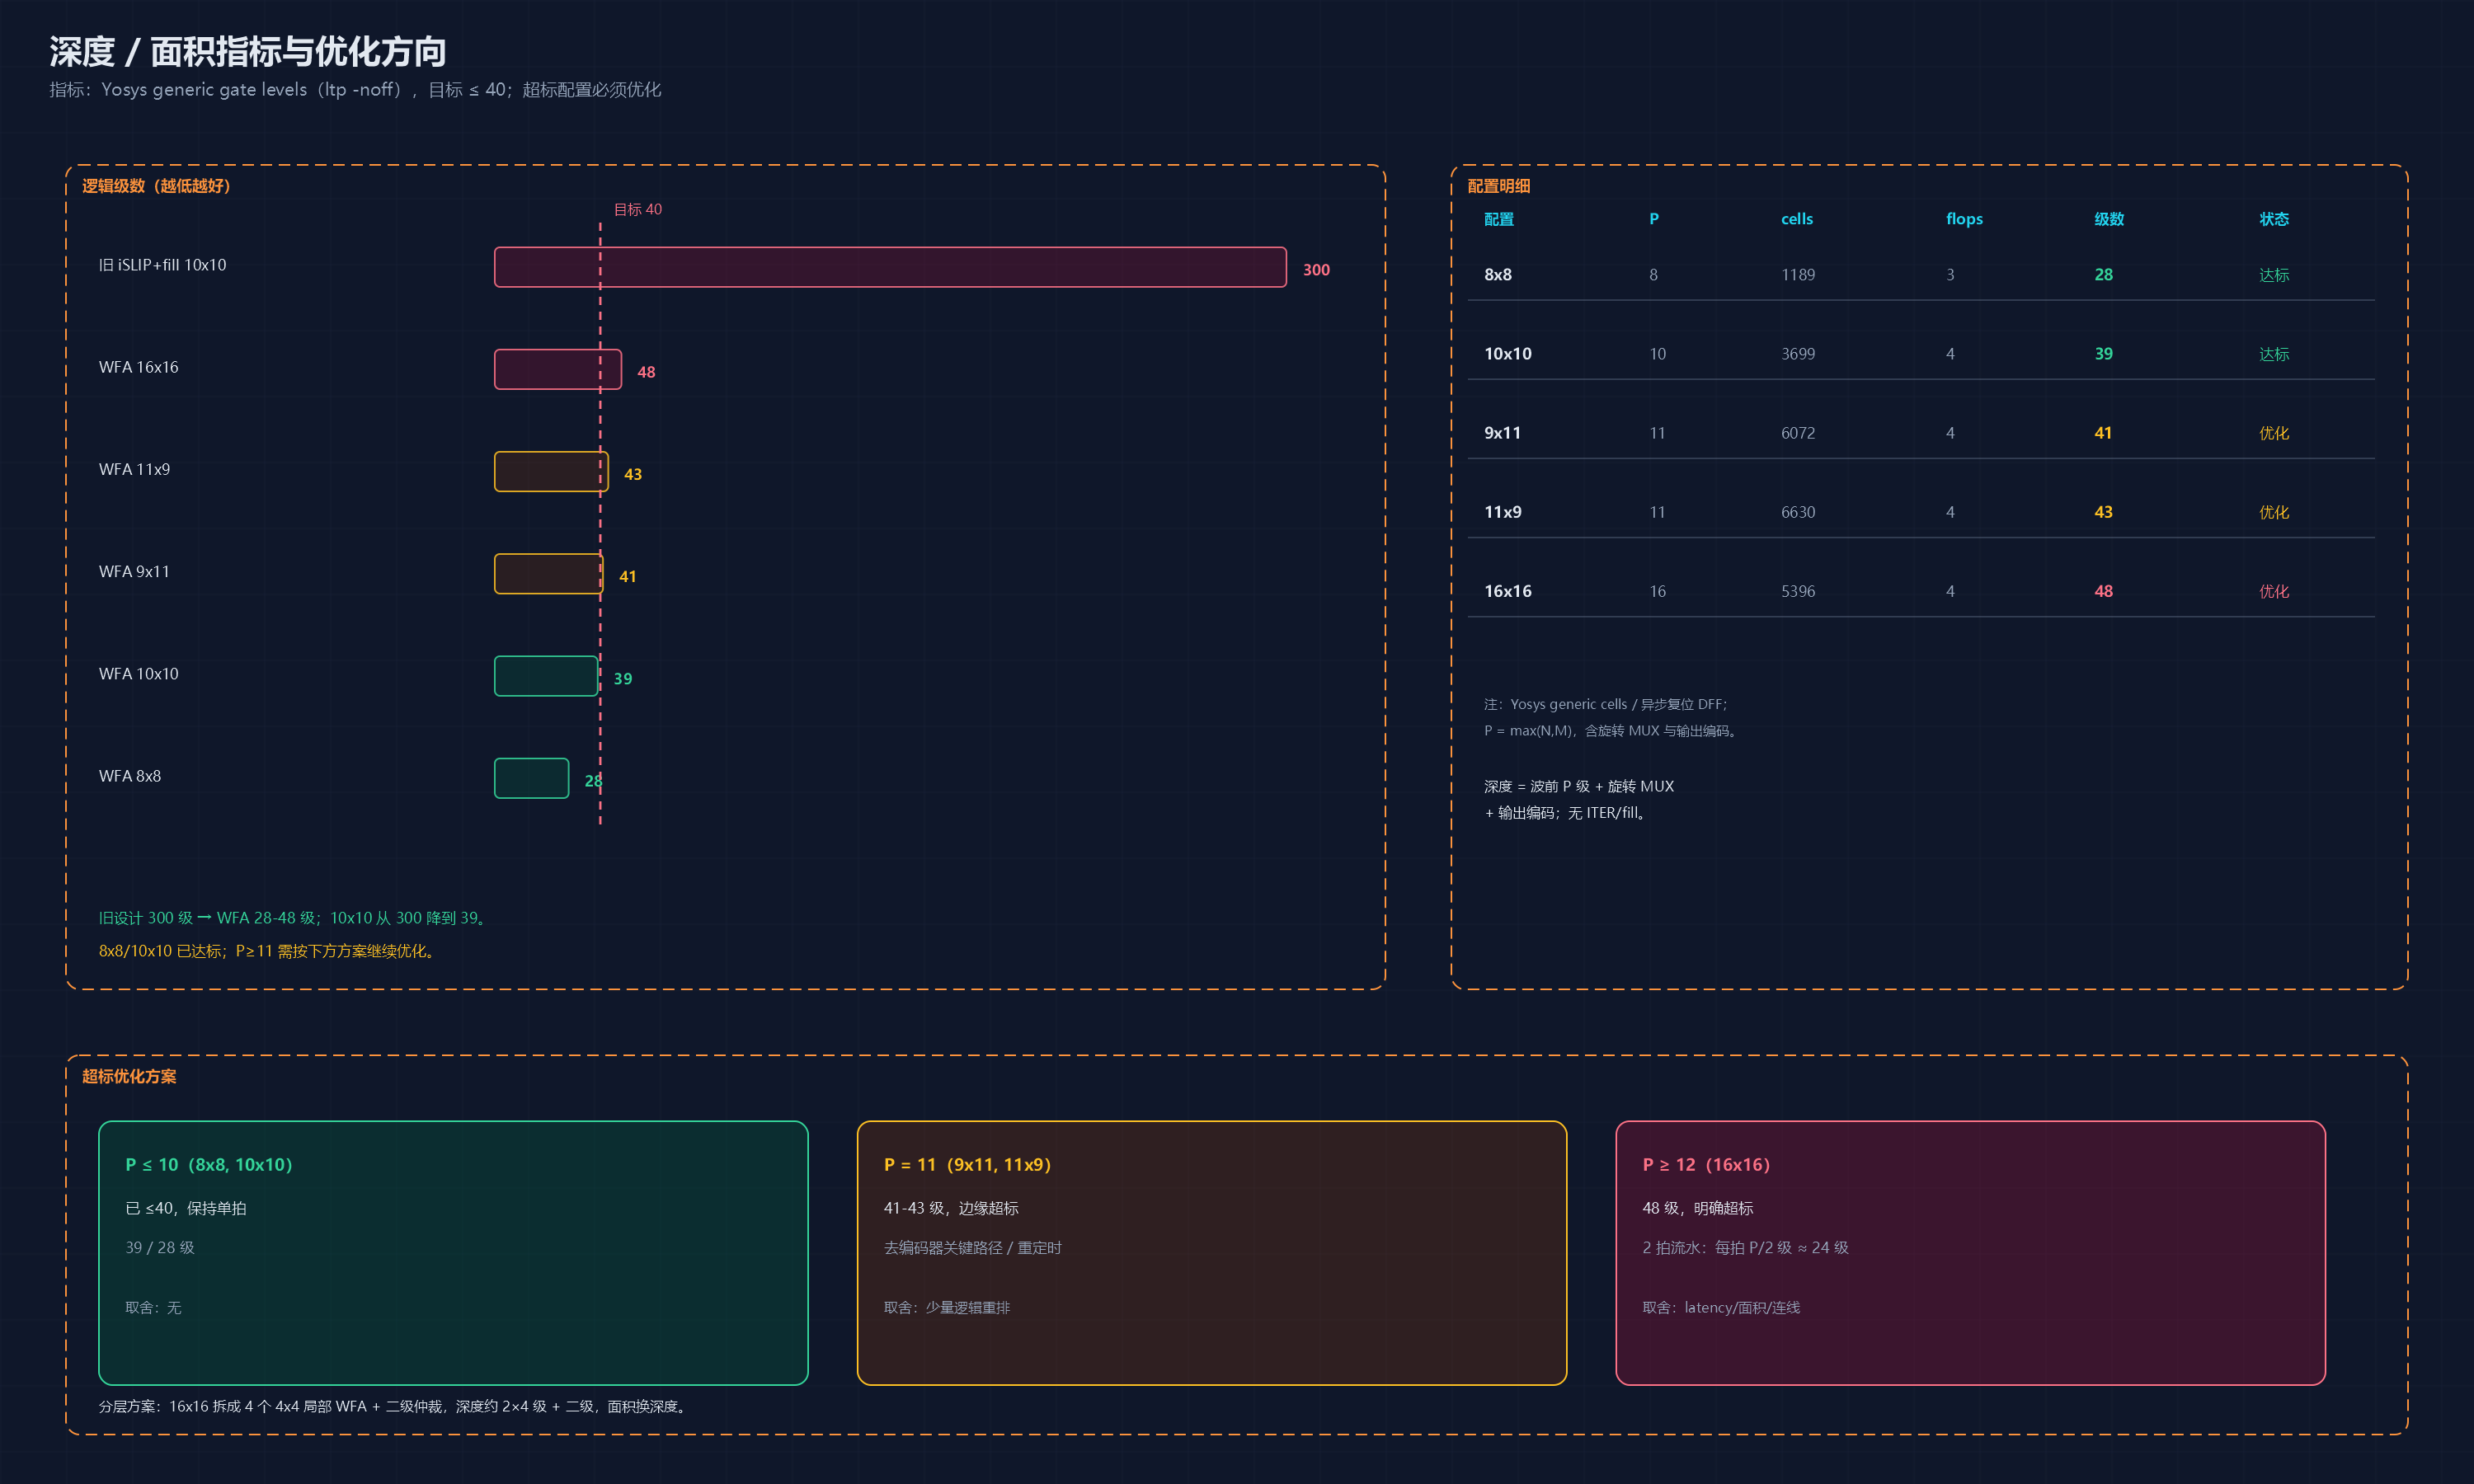 深度 / 面积指标与优化方向
指标：Yosys generic gate levels（ltp -noff），目标 ≤ 40；超标配置必须优化
逻辑级数（越低越好）
目标 40
旧 iSLIP+fill 10x10
300
WFA 16x16
48
WFA 11x9
43
WFA 9x11
41
WFA 10x10
39
WFA 8x8
28
旧设计 300 级 → WFA 28-48 级；10x10 从 300 降到 39。
8x8/10x10 已达标；P≥11 需按下方方案继续优化。
配置明细
配置 P cells flops 级数 状态
8x8 8 1189 3 28 达标
10x10 10 3699 4 39 达标
9x11 11 6072 4 41 优化
11x9 11 6630 4 43 优化
16x16 16 5396 4 48 优化
注：Yosys generic cells / 异步复位 DFF；
P = max(N,M)，含旋转 MUX 与输出编码。
深度 = 波前 P 级 + 旋转 MUX
+ 输出编码；无 ITER/fill。
超标优化方案
P ≤ 10（8x8, 10x10）
已 ≤40，保持单拍
39 / 28 级
取舍：无
P = 11（9x11, 11x9）
41-43 级，边缘超标
去编码器关键路径 / 重定时
取舍：少量逻辑重排
P ≥ 12（16x16）
48 级，明确超标
2 拍流水：每拍 P/2 级 ≈ 24 级
取舍：latency/面积/连线
分层方案：16x16 拆成 4 个 4x4 局部 WFA + 二级仲裁，深度约 2×4 级 + 二级，面积换深度。